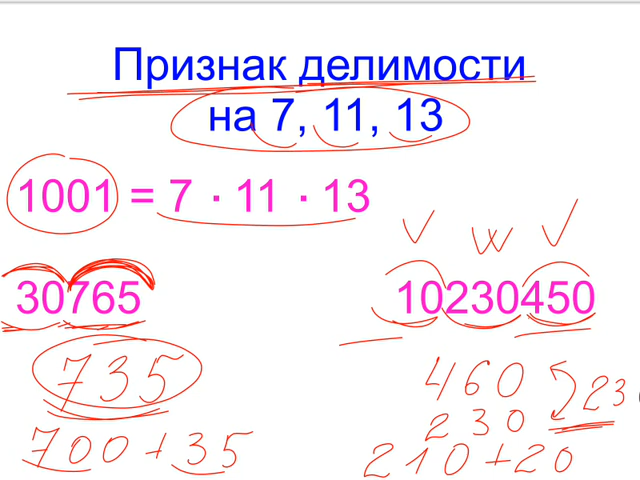 Признак делимости
на 7, 11, 13
1001 = 7 · 11 · 13
30765
10230450
735
700 + 35
460
230
230
210 + 20